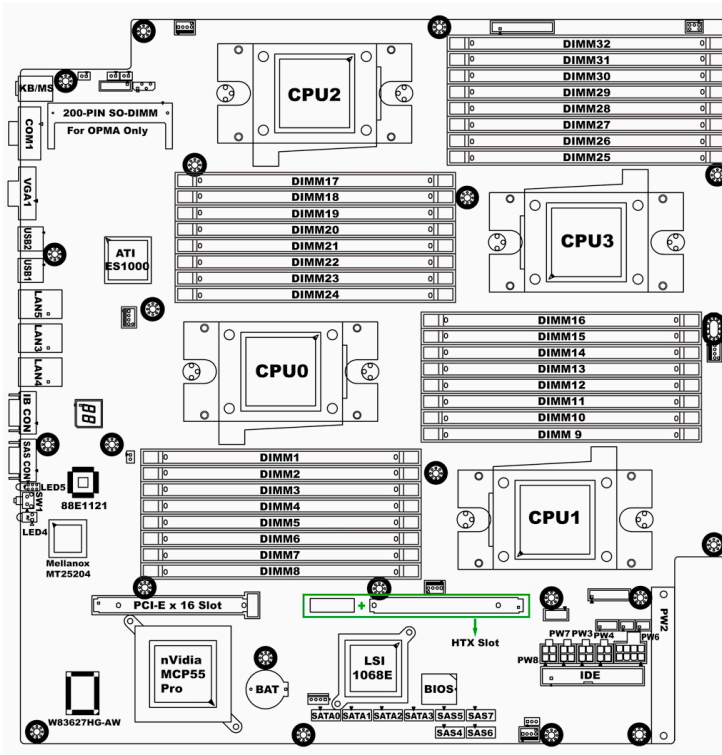 KB/MS
COM1
VGA1
USB2
USB1
LAN5
LAN3
LAN4
IB CON
SAS CON
LED5
SW1
LED4
200-PIN SO-DIMM
For OPMA Only
CPU2
DIMM32
DIMM31
DIMM30
DIMM29
DIMM28
DIMM27
DIMM26
DIMM25
DIMM17
DIMM18
DIMM19
DIMM20
DIMM21
DIMM22
DIMM23
DIMM24
ATI
ES1000
CPU3
CPU0
DIMM16
DIMM15
DIMM14
DIMM13
DIMM12
DIMM11
DIMM10
DIMM 9
88
DIMM1
DIMM2
DIMM3
DIMM4
DIMM5
DIMM6
DIMM7
DIMM8
88E1121
Mellanox
MT25204
CPU1
PCI-E x 16 Slot
+
HTX Slot
PW2
PW7
PW3
PW4
PW6
PW8
IDE
nVidia
MCP55
Pro
BAT
LSI
1068E
BIOS
W83627HG-AW
SATA0
SATA1
SATA2
SATA3
SAS5
SAS7
SAS4
SAS6